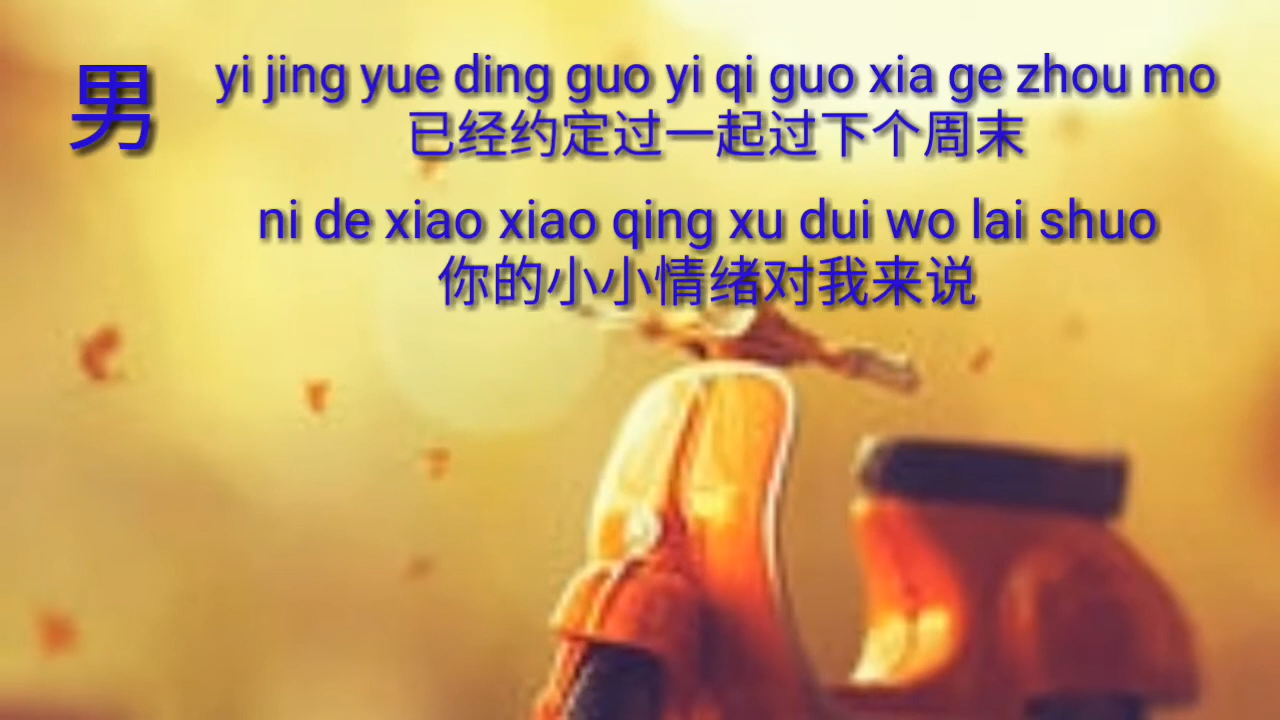 男
yi jing yue ding guo yi qi guo xia ge zhou mo
已经约定过一起过下个周末
ni de xiao xiao qing xu dui wo lai shuo
你的小小情绪对我来说